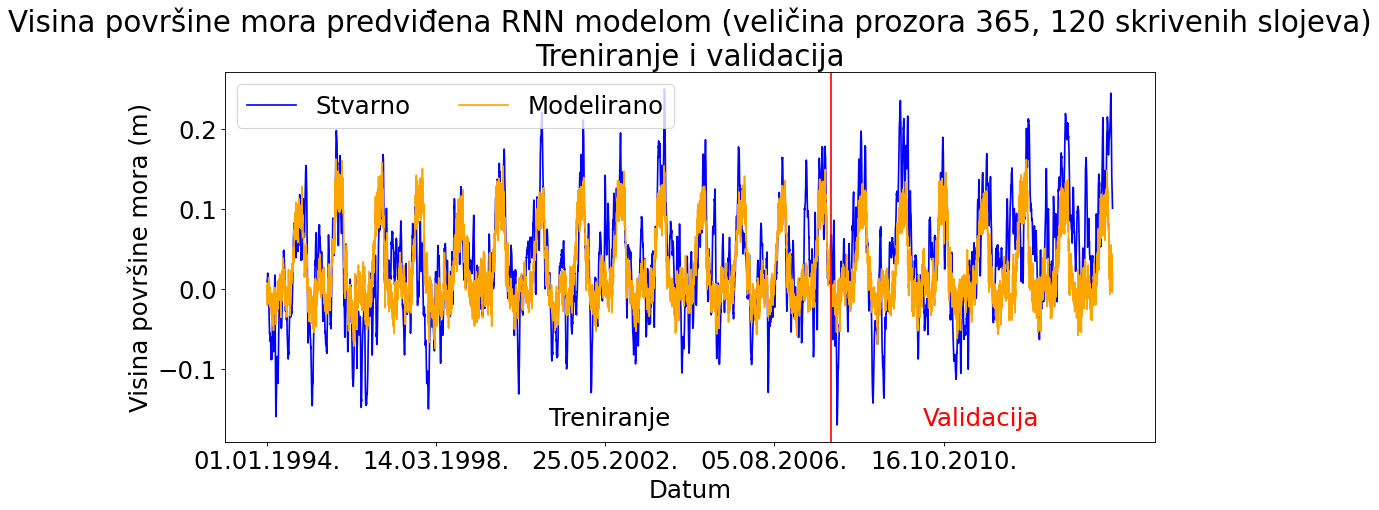 Visina površine mora predviđena RNN modelom (veličina prozora 365, 120 skrivenih slojeva)
Treniranje i validacija
Stvarno
Modelirano
Visina površine mora (m)
0.2
0.1
0.0
−0.1
Treniranje
Validacija
01.01.1994.
14.03.1998.
25.05.2002.
05.08.2006.
16.10.2010.
Datum